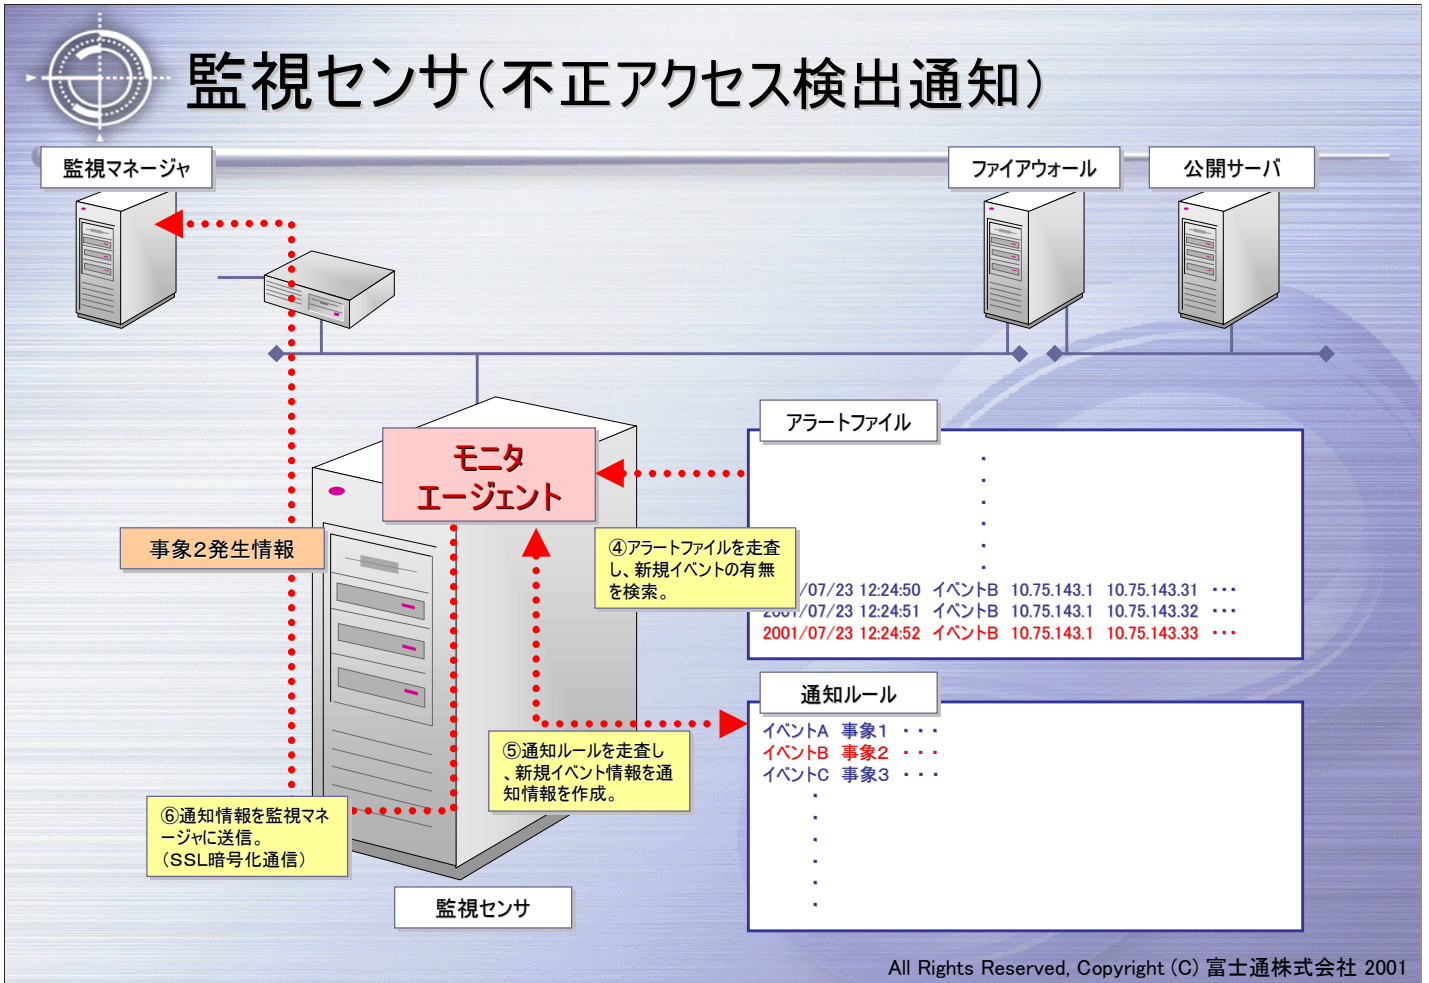 監視センサ（不正アクセス検出通知）
監視マネージャ
ファイアウォール
公開サーバ
アラートファイル
モニタ
エージェント
事象２発生情報
④アラートファイルを走査
し、新規イベントの有無
を検索。
・
・
・
・
・
・
/07/23 12:24:50 イベントB 10.75.143.1 10.75.143.31 ・・・
2001/07/23 12:24:51 イベントB 10.75.143.1 10.75.143.32 ・・・
2001/07/23 12:24:52 イベントB 10.75.143.1 10.75.143.33 ・・・
通知ルール
イベントA 事象１ ・・・
イベントB 事象２ ・・・
イベントC 事象３ ・・・
・
・
・
・
・
・
⑤通知ルールを走査し
、新規イベント情報を通
知情報を作成。
⑥通知情報を監視マネ
ージャに送信。
（ＳＳＬ暗号化通信）
監視センサ
All Rights Reserved, Copyright (C) 富士通株式会社 2001